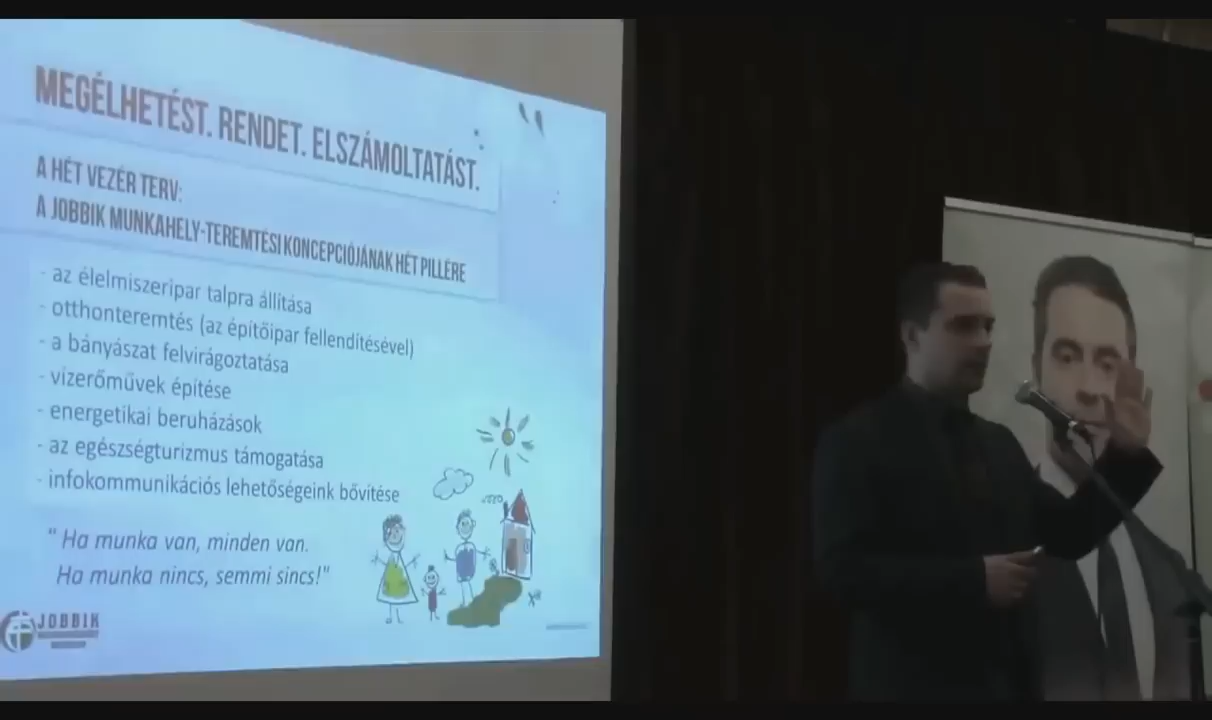 MEGÉLHETÉST. RENDET. ELSZÁMOLTATÁST.
A HÉT VEZÉR TERV:
A JOBBIK MUNKAHELY-TEREMTÉSI KONCEPCIÓJÁNAK HÉT PILLÉRE
- az élelmiszeripar talpra állítása
- otthonteremtés (az építőipar fellendítésével)
- a bányászat felvirágoztatása
- vízerőművek építése
- energetikai beruházások
- az egészségturizmus támogatása
- infokommunikációs lehetőségeink bővítése
" Ha munka van, minden van.
Ha munka nincs, semmi sincs!"
JOBBIK